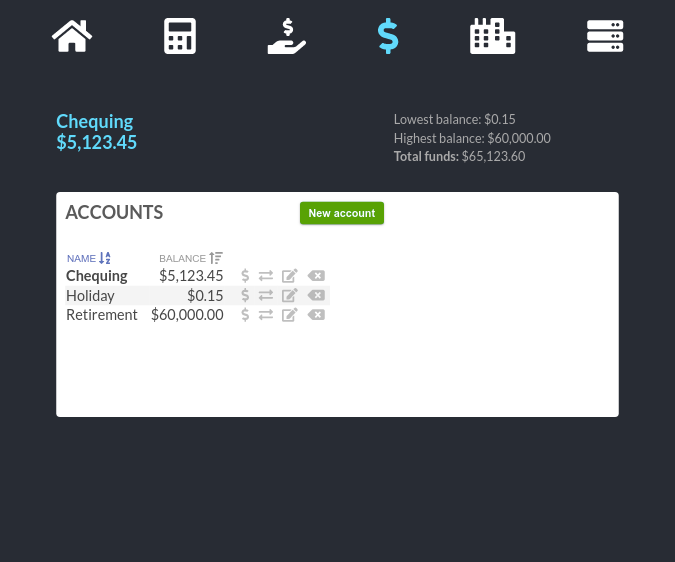 Chequing
$5,123.45
Lowest balance: $0.15
Highest balance: $60,000.00
Total funds: $65,123.60
ACCOUNTS
New account
NAME BALANCE
Chequing $5,123.45
Holiday $0.15
Retirement $60,000.00